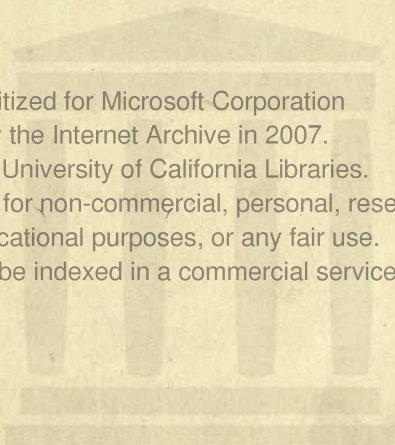 itized for Microsoft Corporation
the Internet Archive in 2007.
University of California Libraries.
for non-commercial, personal, rese
cational purposes, or any fair use.
be indexed in a commercial service